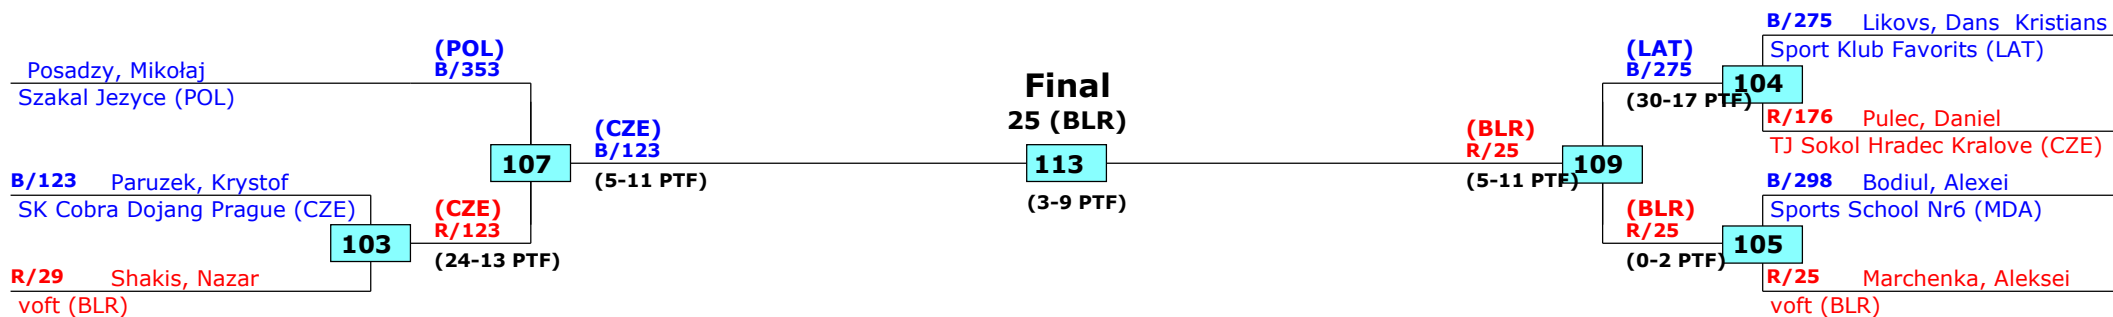 Posadzy, Mikołaj
Szakal Jezyce (POL)
(POL)
B/353
B/123 Paruzek, Krystof
SK Cobra Dojang Prague (CZE)
103
R/29 Shakis, Nazar
voft (BLR)
(CZE)
R/123
(24-13 PTF)
107
(CZE)
B/123
(5-11 PTF)
Final
25 (BLR)
113
(3-9 PTF)
(BLR)
R/25
(5-11 PTF)
109
(LAT)
B/275
(30-17 PTF)
104
(BLR)
R/25
(0-2 PTF)
105
B/275 Likovs, Dans Kristians
Sport Klub Favorits (LAT)
R/176 Pulec, Daniel
TJ Sokol Hradec Kralove (CZE)
B/298 Bodiul, Alexei
Sports School Nr6 (MDA)
R/25 Marchenka, Aleksei
voft (BLR)